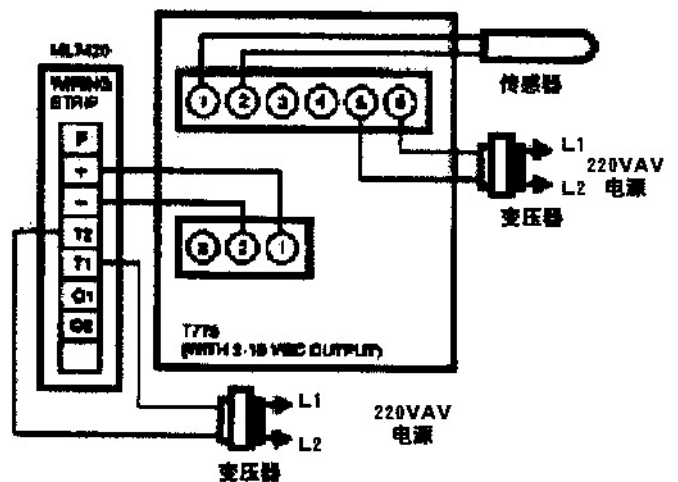 ML7420
WIRING
STRIP
F
+
-
T2
T1
1 2 3 4 5 6
传感器
L1
L2
220VAV
电源
变压器
3 2 1
T775
(WITH 2-10 VDC OUTPUT)
L1
L2
220VAV
电源
变压器